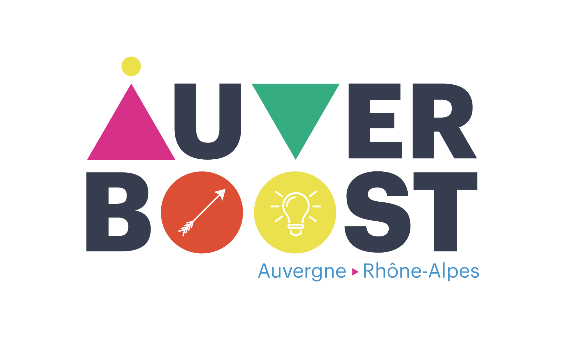 AUVER
BOOST
Auvergne ▸ Rhône-Alpes